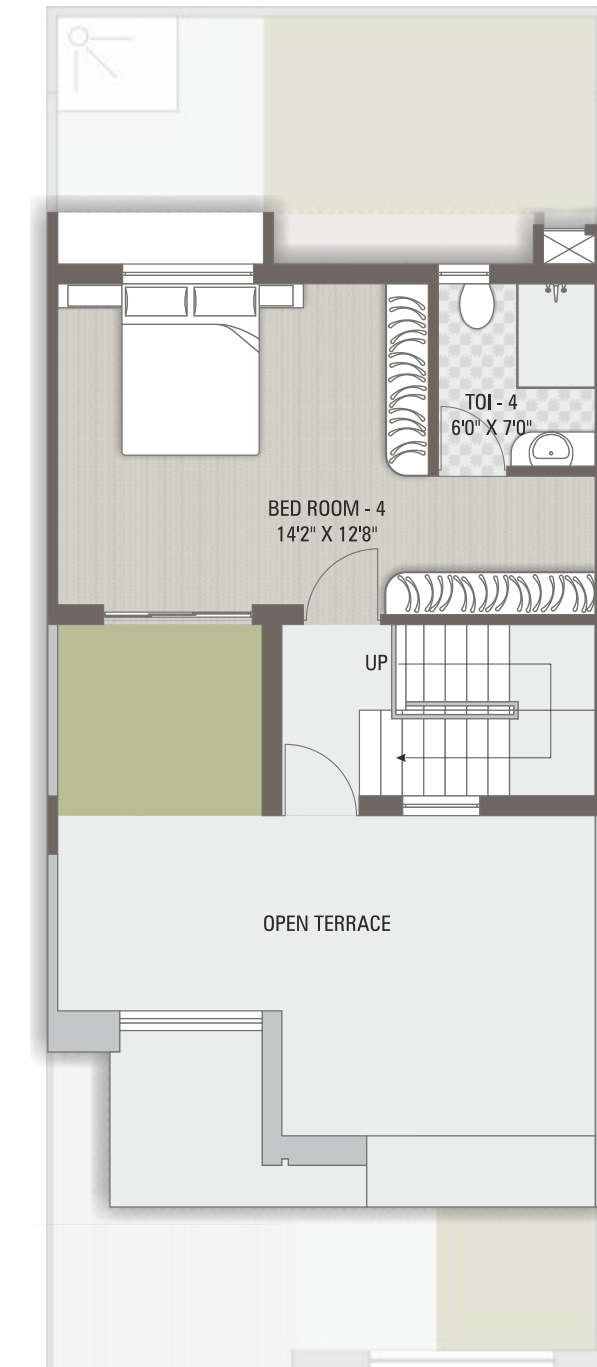 TOI - 4
6'0" X 7'0"
BED ROOM - 4
14'2" X 12'8"
UP
OPEN TERRACE